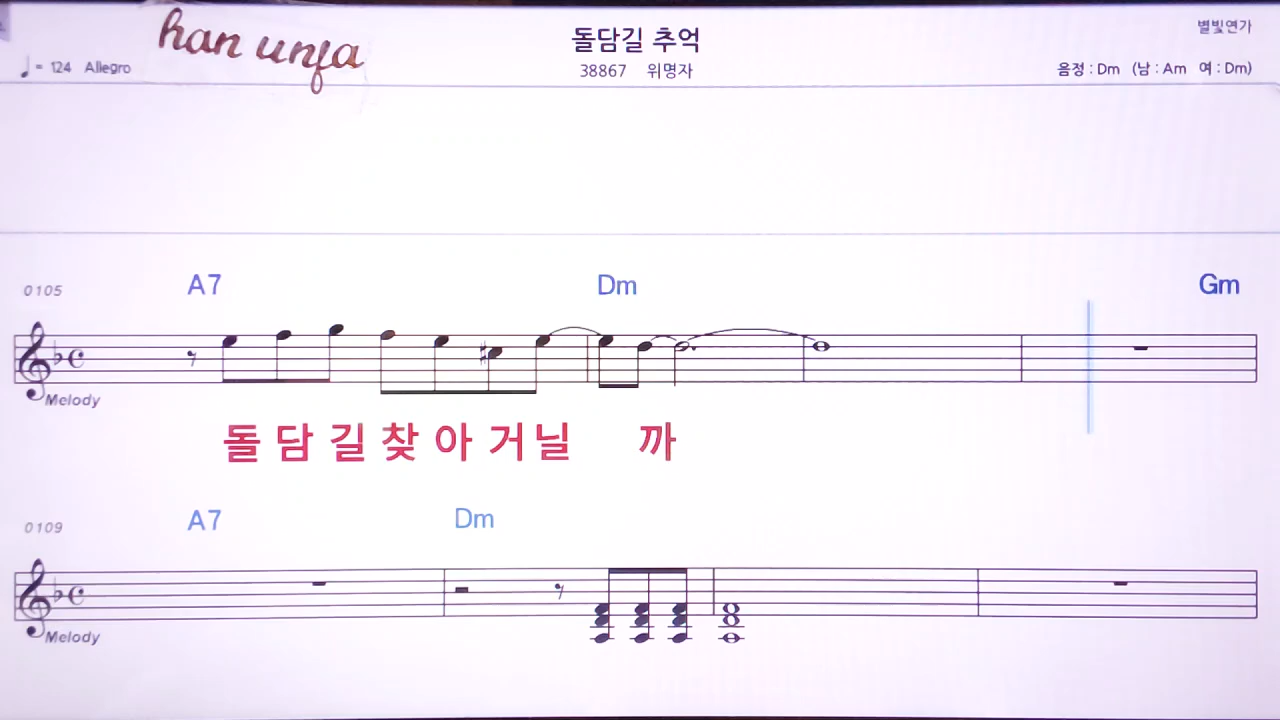 han unfa
돌담길 추억
별빛연가
♩ = 124 Allegro
38867 위명자
음정 : Dm (남 : Am 여 : Dm)
0105 A7 Dm Gm
Melody
돌 담 길 찾 아 거 닐 까
0109 A7 Dm
Melody